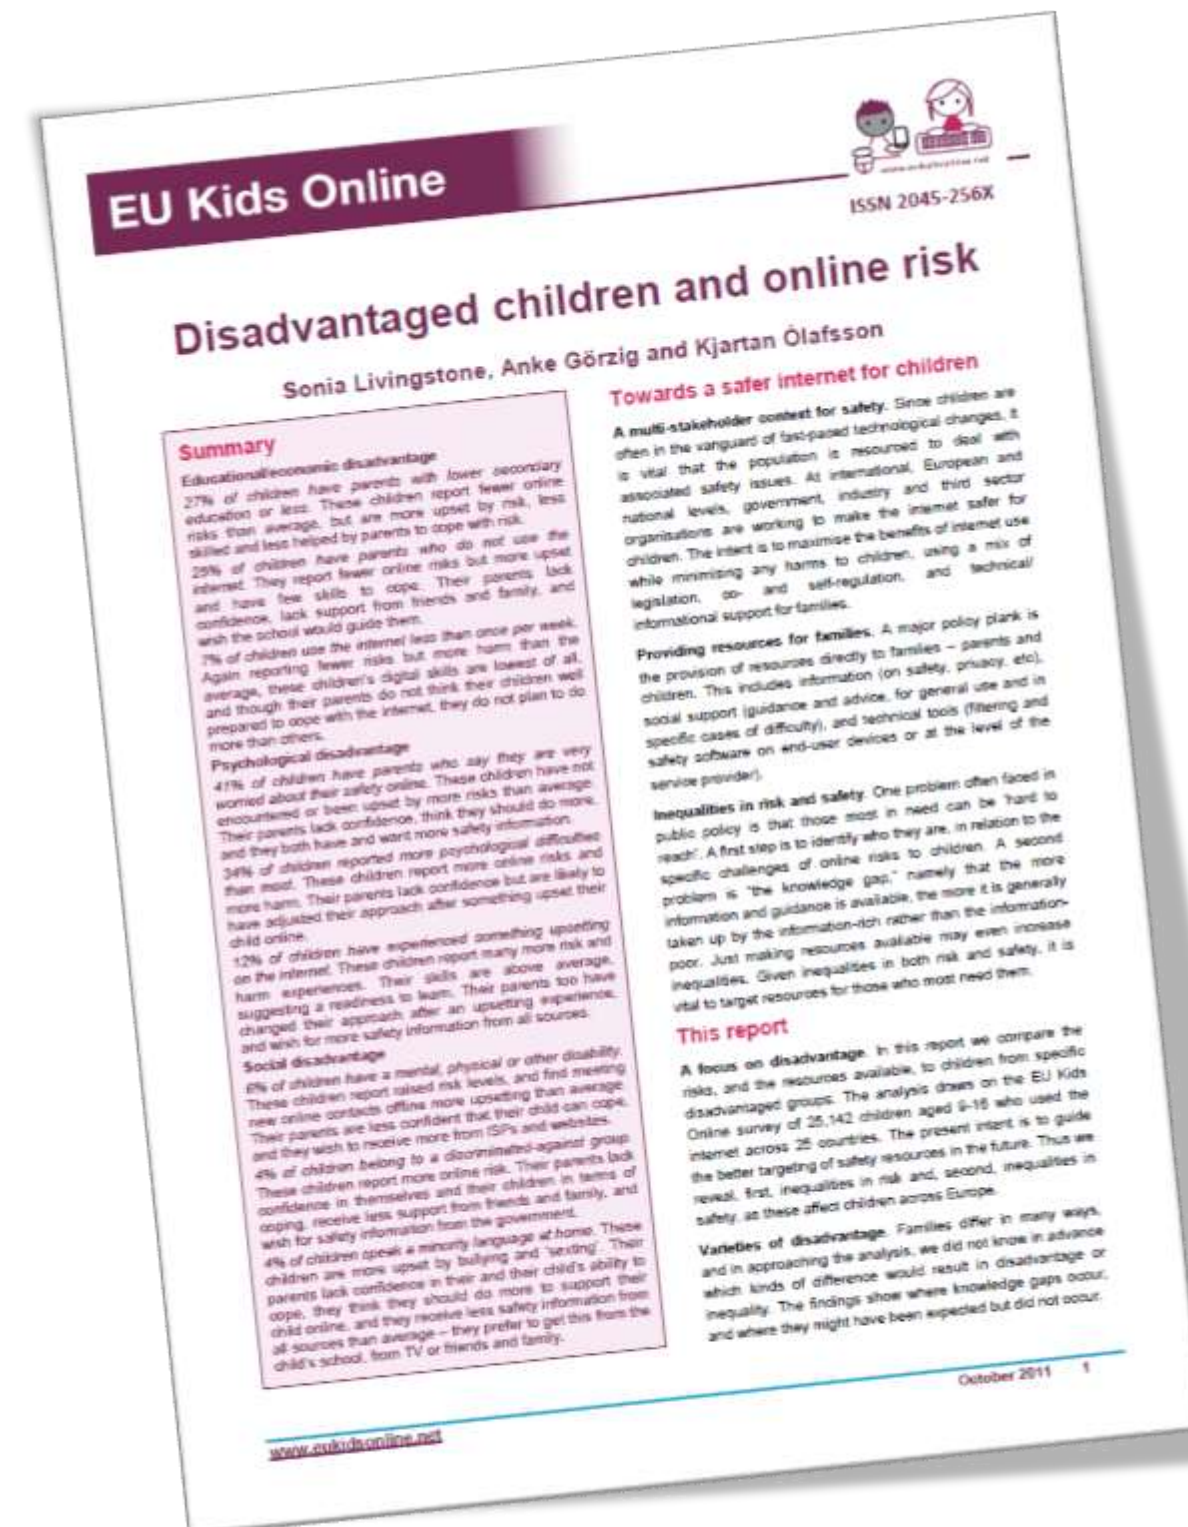 EU Kids Online
www.eukidsonline.net
ISSN 2045-256X
Disadvantaged children and online risk
Sonia Livingstone, Anke Görzig and Kjartan Ólafsson
Summary
Educational/economic disadvantage
27% of children have parents with lower secondary
education or less. These children report fewer online
risks than average, but are more upset by risk, less
skilled and less helped by parents to cope with risk.
25% of children have parents who do not use the
internet. They report fewer online risks but more upset
and have few skills to cope. Their parents lack
confidence, lack support from friends and family, and
wish the school would guide them.
7% of children use the internet less than once per week.
Again reporting fewer risks but more harm than the
average, these children's digital skills are lowest of all,
and though their parents do not think their children well
prepared to cope with the internet, they do not plan to do
more than others.
Psychological disadvantage
41% of children have parents who say they are very
worried about their safety online. These children have not
encountered or been upset by more risks than average.
Their parents lack confidence, think they should do more,
and they both have and want more safety information.
34% of children reported more psychological difficulties
than most. These children report more online risks and
more harm. Their parents lack confidence but are likely to
have adjusted their approach after something upset their
child online.
12% of children have experienced something upsetting
on the internet. These children report many more risk and
harm experiences. Their skills are above average,
suggesting a readiness to learn. Their parents too have
changed their approach after an upsetting experience,
and wish for more safety information from all sources.
Social disadvantage
6% of children have a mental, physical or other disability.
These children report raised risk levels, and find meeting
new online contacts offline more upsetting than average.
Their parents are less confident that their child can cope,
and they wish to receive more from ISPs and websites.
4% of children belong to a discriminated-against group.
These children report more online risk. Their parents lack
confidence in themselves and their children in terms of
coping, receive less support from friends and family, and
wish for safety information from the government.
4% of children speak a minority language at home. These
children are more upset by bullying and 'sexting'. Their
parents lack confidence in their and their child's ability to
cope, they think they should do more to support their
child online, and they receive less safety information from
all sources than average – they prefer to get this from the
child's school, from TV or friends and family.
Towards a safer internet for children
A multi-stakeholder context for safety. Since children are
often in the vanguard of fast-paced technological changes, it
is vital that the population is resourced to deal with
associated safety issues. At international, European and
national levels, government, industry and third sector
organisations are working to make the internet safer for
children. The intent is to maximise the benefits of internet use
while minimising any harms to children, using a mix of
legislation, co- and self-regulation, and technical/
informational support for families.
Providing resources for families. A major policy plank is
the provision of resources directly to families – parents and
children. This includes information (on safety, privacy, etc),
social support (guidance and advice, for general use and in
specific cases of difficulty), and technical tools (filtering and
safety software on end-user devices or at the level of the
service provider).
Inequalities in risk and safety. One problem often faced in
public policy is that those most in need can be 'hard to
reach'. A first step is to identify who they are, in relation to the
specific challenges of online risks to children. A second
problem is "the knowledge gap," namely that the more
information and guidance is available, the more it is generally
taken up by the information-rich rather than the information-
poor. Just making resources available may even increase
inequalities. Given inequalities in both risk and safety, it is
vital to target resources for those who most need them.
This report
A focus on disadvantage. In this report we compare the
risks, and the resources available, to children from specific
disadvantaged groups. The analysis draws on the EU Kids
Online survey of 25,142 children aged 9-16 who used the
internet across 25 countries. The present intent is to guide
the better targeting of safety resources in the future. Thus we
reveal, first, inequalities in risk and, second, inequalities in
safety, as these affect children across Europe.
Varieties of disadvantage. Families differ in many ways,
and in approaching the analysis, we did not know in advance
which kinds of difference would result in disadvantage or
inequality. The findings show where knowledge gaps occur,
and where they might have been expected but did not occur.
www.eukidsonline.net
October 2011 1